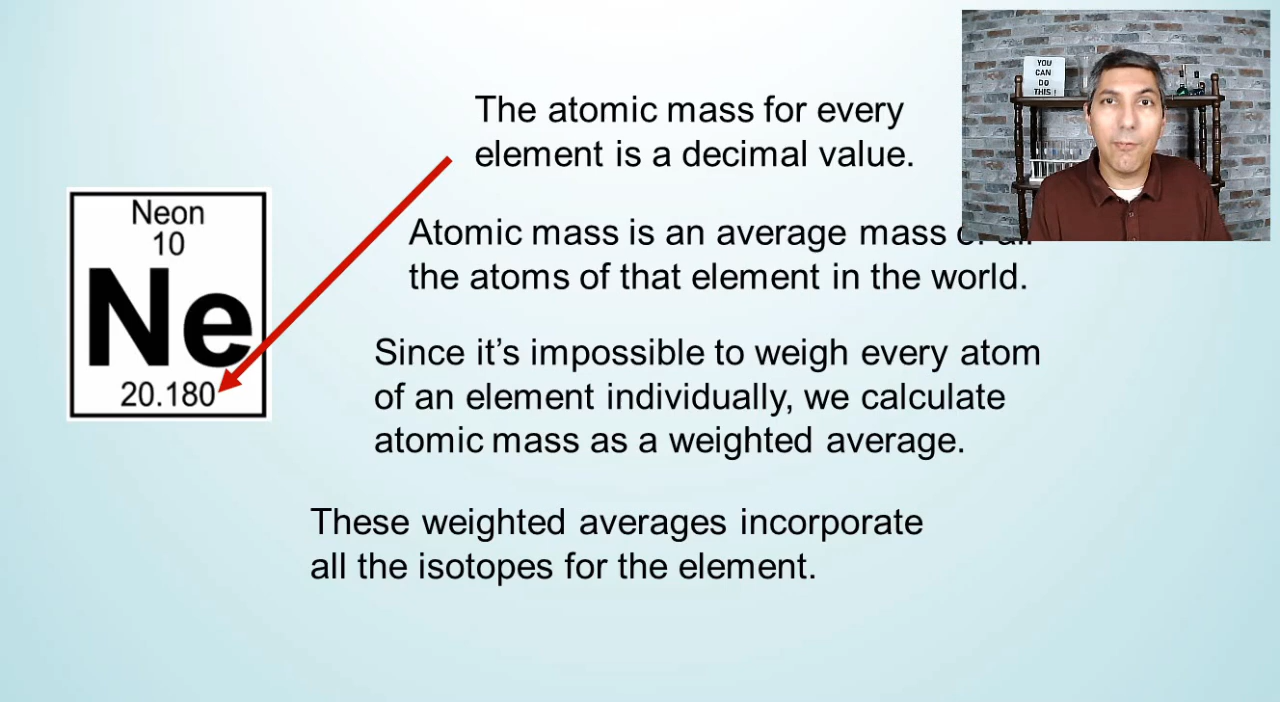 The atomic mass for every
element is a decimal value.
Neon
10
Ne
20.180
Atomic mass is an average mass
the atoms of that element in the world.
Since it’s impossible to weigh every atom
of an element individually, we calculate
atomic mass as a weighted average.
These weighted averages incorporate
all the isotopes for the element.
YOU
CAN
DO
THIS!